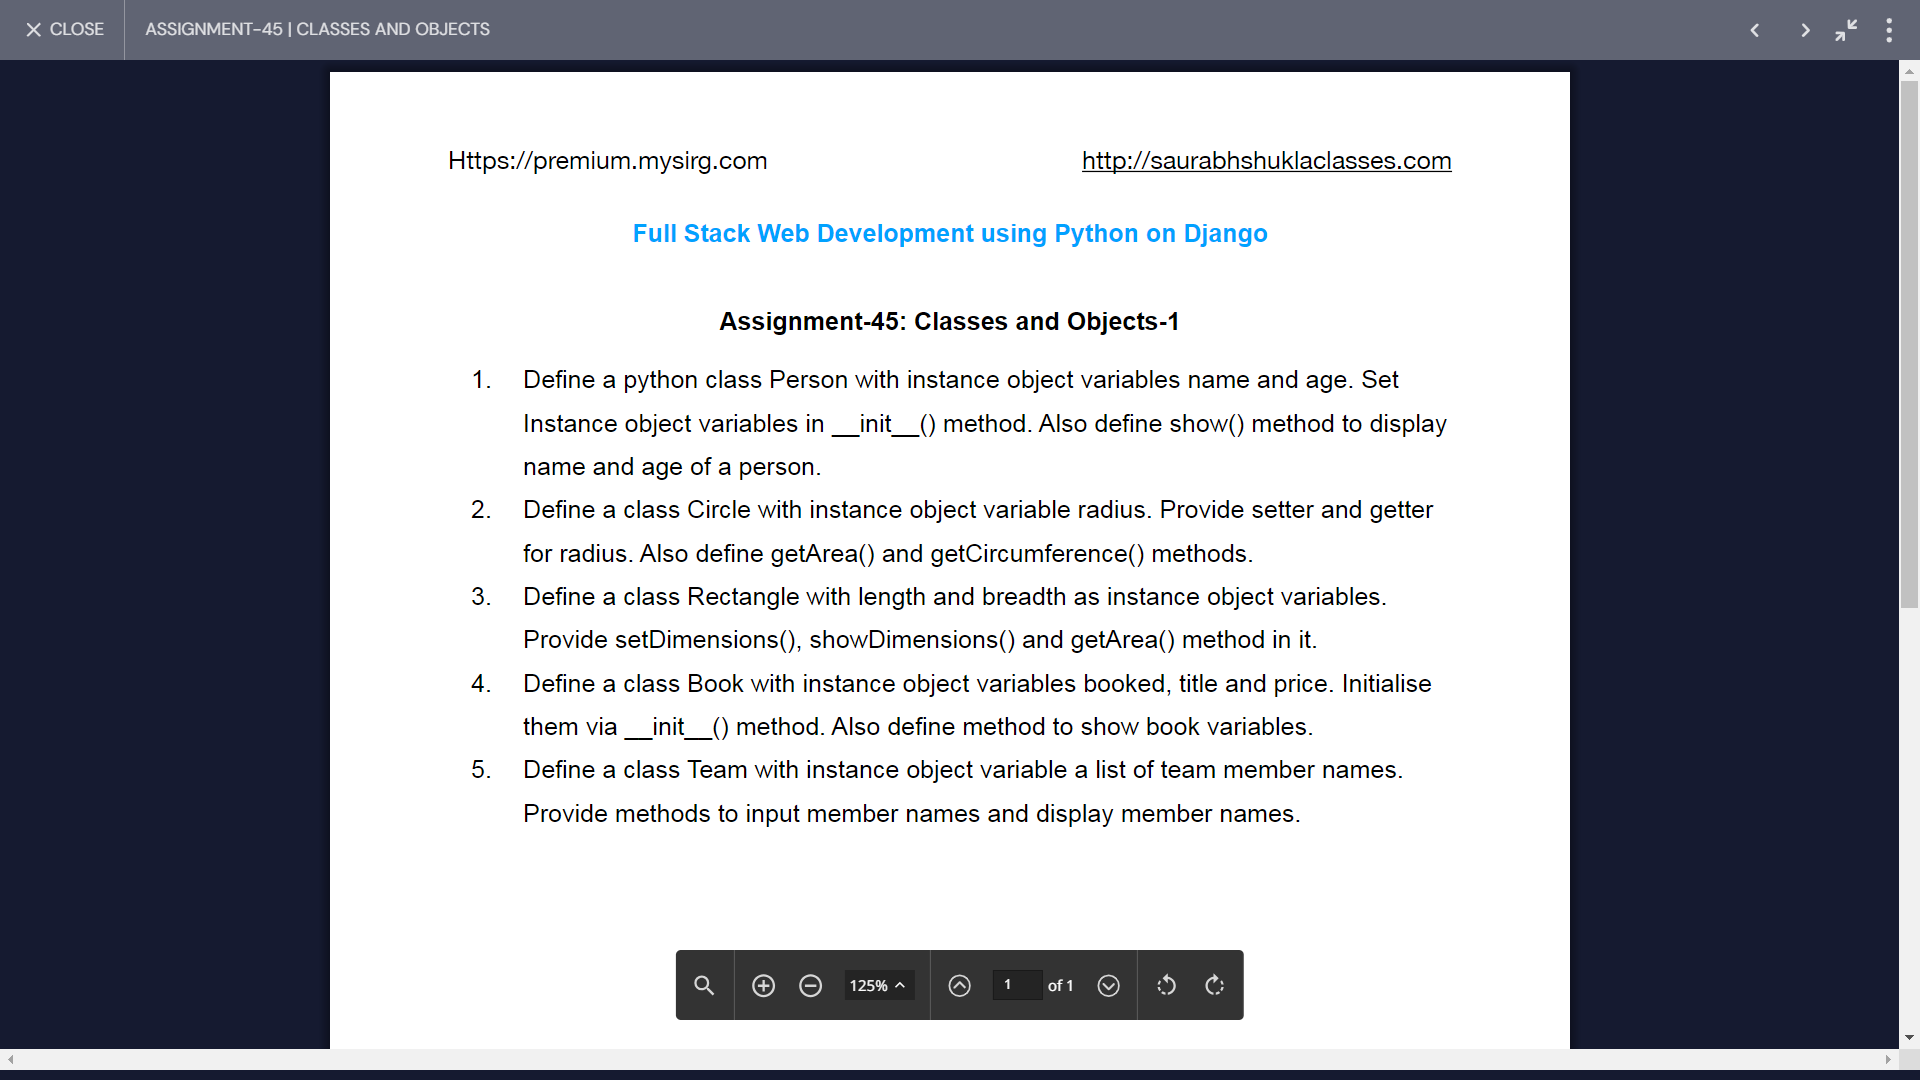 CLOSE
ASSIGNMENT-45 | CLASSES AND OBJECTS
Https://premium.mysirg.com
http://saurabhshuklaclasses.com
Full Stack Web Development using Python on Django
Assignment-45: Classes and Objects-1
1. Define a python class Person with instance object variables name and age. Set
Instance object variables in __init__() method. Also define show() method to display
name and age of a person.
2. Define a class Circle with instance object variable radius. Provide setter and getter
for radius. Also define getArea() and getCircumference() methods.
3. Define a class Rectangle with length and breadth as instance object variables.
Provide setDimensions(), showDimensions() and getArea() method in it.
4. Define a class Book with instance object variables booked, title and price. Initialise
them via __init__() method. Also define method to show book variables.
5. Define a class Team with instance object variable a list of team member names.
Provide methods to input member names and display member names.
125%
1 of 1